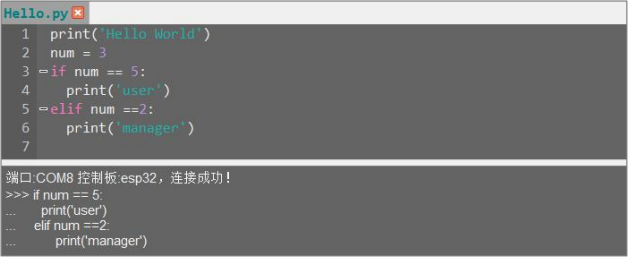 Hello.py
1 print('Hello World')
2 num = 3
3 if num == 5:
4 print('user')
5 elif num ==2:
6 print('manager')
7
端口:COM8 控制板:esp32，连接成功！
>>> if num == 5:
... print('user')
... elif num ==2:
... print('manager')